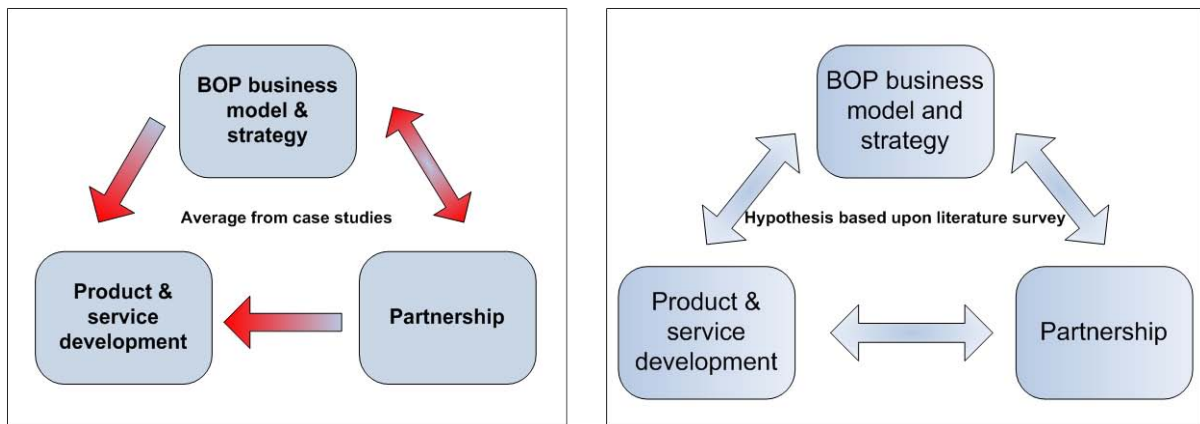 BOP business
model &
strategy
Average from case studies
Product &
service
development
Partnership
BOP business
model and
strategy
Hypothesis based upon literature survey
Product &
service
development
Partnership